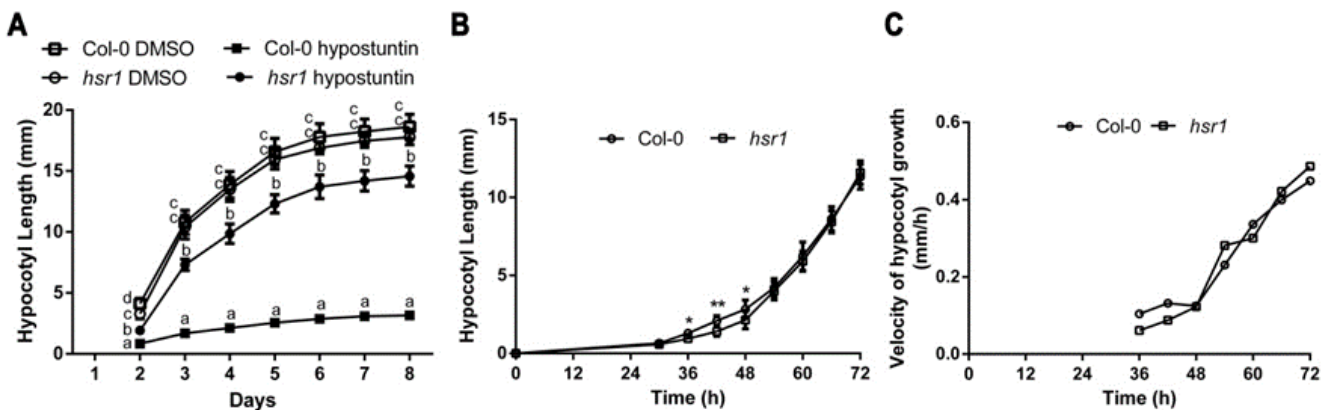 A
Col-0 DMSO
Col-0 hypostuntin
hsr1 DMSO
hsr1 hypostuntin
Hypocotyl Length (mm)
20
15
10
5
0
d
c
b
a
c
c
b
a
c
c
b
a
c
c
b
a
c
c
b
a
c
c
b
a
c
c
b
a
1 2 3 4 5 6 7 8
Days
B
Col-0
hsr1
Hypocotyl Length (mm)
15
10
5
0
* ** *
0 12 24 36 48 60 72
Time (h)
C
Col-0
hsr1
Velocity of hypocotyl growth
(mm/h)
0.6
0.4
0.2
0.0
0 12 24 36 48 60 72
Time (h)